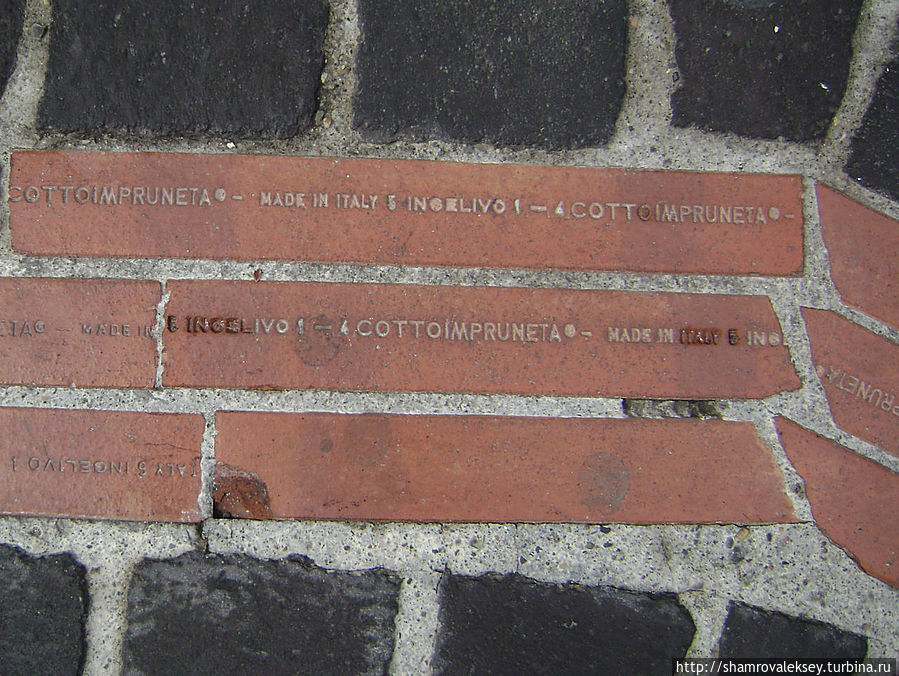 COTTOIMPRUNETA® - MADE IN ITALY 5 INGELIVO 1 - 4 COTTOIMPRUNETA® -
ETA® - MADE IN
5 INGELIVO 1 - 4 COTTOIMPRUNETA® - MADE IN ITALY 5 INGE
PRUNETA®
TALY 5 INGELIVO 1
http://shamrovaleksey.turbina.ru